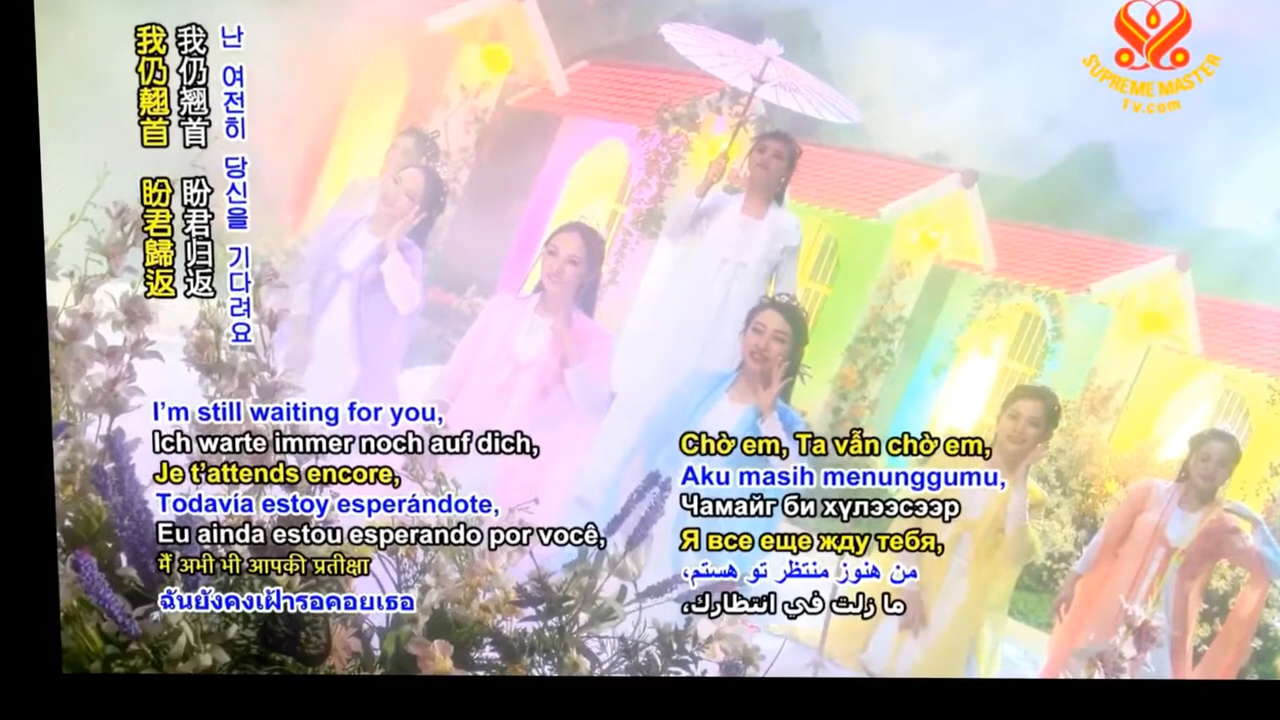 我仍翹首 盼君歸返
我仍翘首 盼君归返
난 여전히 당신을 기다려요
SUPREME MASTER
TV.com
I'm still waiting for you,
Ich warte immer noch auf dich,
Je t'attends encore,
Todavía estoy esperándote,
Eu ainda estou esperando por você,
मैं अभी भी आपकी प्रतीक्षा
ฉันยังคงเฝ้ารอคอยเธอ
Chờ em, Ta vẫn chờ em,
Aku masih menunggumu,
Чамайг би хүлээсээр
Я все еще жду тебя,
من هنوز منتظر تو هستم،
ما زلت في انتظارك،